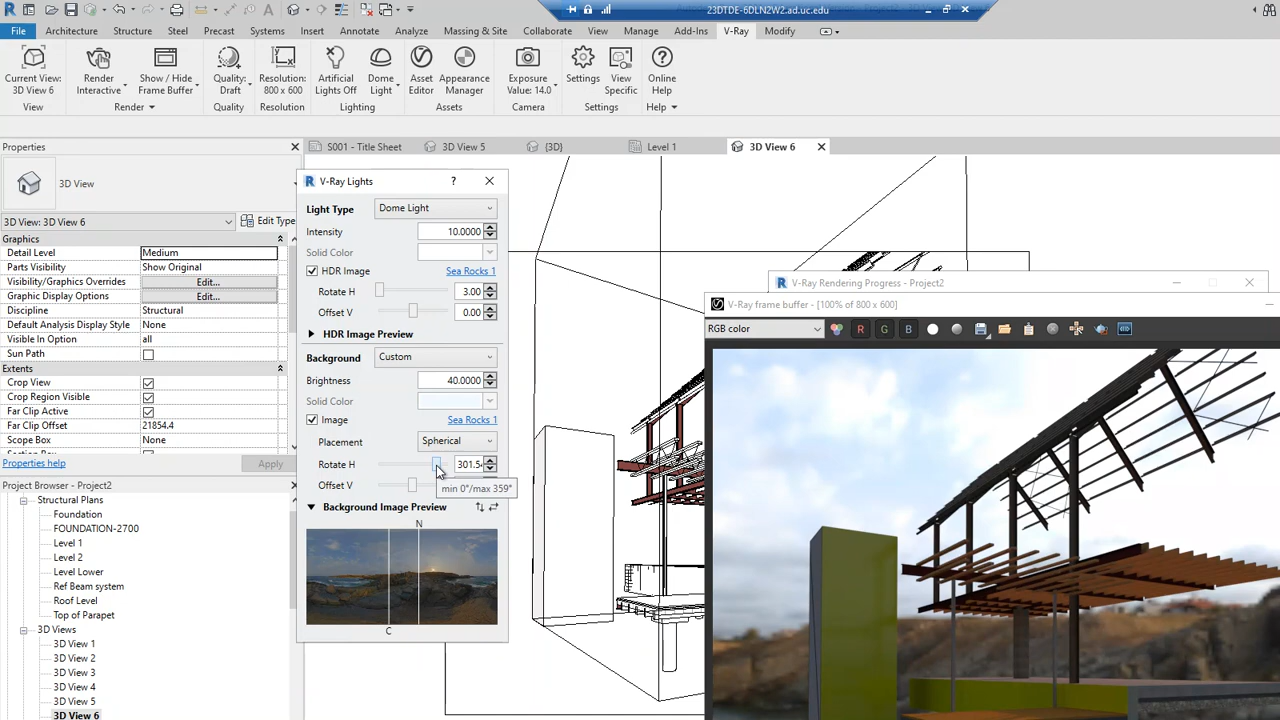 23DTDE-6DLN2W2.ad.uc.edu
File Architecture Structure Steel Precast Systems Insert Annotate Analyze Massing & Site Collaborate View Manage Add-Ins V-Ray Modify
Current View: 3D View 6
Render Interactive
Show / Hide Frame Buffer
Quality: Draft
Resolution: 800 x 600
Artificial Lights Off
Dome Light
Asset Editor
Appearance Manager
Exposure Value: 14.0
Settings
View Specific
Online Help
View Render Quality Resolution Lighting Assets Camera Settings Help
Properties
S001 - Title Sheet 3D View 5 {3D} Level 1 3D View 6
3D View
3D View: 3D View 6 Edit Type
Graphics
Detail Level Medium
Parts Visibility Show Original
Visibility/Graphics Overrides Edit...
Graphic Display Options Edit...
Discipline Structural
Default Analysis Display Style None
Visible In Option all
Sun Path
Extents
Crop View
Crop Region Visible
Far Clip Active
Far Clip Offset 21854.4
Scope Box None
Properties help Apply
Project Browser - Project2
Structural Plans
Foundation
FOUNDATION-2700
Level 1
Level 2
Level Lower
Ref Beam system
Roof Level
Top of Parapet
3D Views
3D View 1
3D View 2
3D View 3
3D View 4
3D View 5
3D View 6
V-Ray Lights ?
Light Type Dome Light
Intensity 10.0000
Solid Color
HDR Image Sea Rocks 1
Rotate H 3.00
Offset V 0.00
HDR Image Preview
Background Custom
Brightness 40.0000
Solid Color
Image Sea Rocks 1
Placement Spherical
Rotate H 301.5
Offset V
min 0°/max 359°
Background Image Preview
N
C
V-Ray Rendering Progress - Project2
V-Ray frame buffer - [100% of 800 x 600]
RGB color R G B